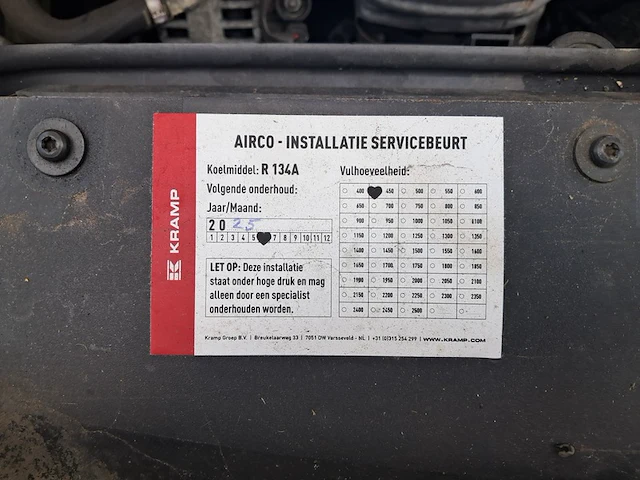 KRAMP
AIRCO - INSTALLATIE SERVICEBEURT
Koelmiddel: R 134A
Volgende onderhoud:
Jaar/Maand:
20 25
1 2 3 4 5 7 8 9 10 11 12
LET OP: Deze installatie
staat onder hoge druk en mag
alleen door een specialist
onderhouden worden.
Vulhoeveelheid:
400 450 500 550 600
650 700 750 800 850
900 950 1000 1050 1100
1150 1200 1250 1300 1350
1400 1450 1500 1550 1600
1650 1700 1750 1800 1850
1900 1950 2000 2050 2100
2150 2200 2250 2300 2350
2400 2450 2500
Kramp Groep B.V. | Breukelaarweg 33 | 7051 DW Varsseveld - NL | +31 (0)315 254 299 | WWW.KRAMP.COM